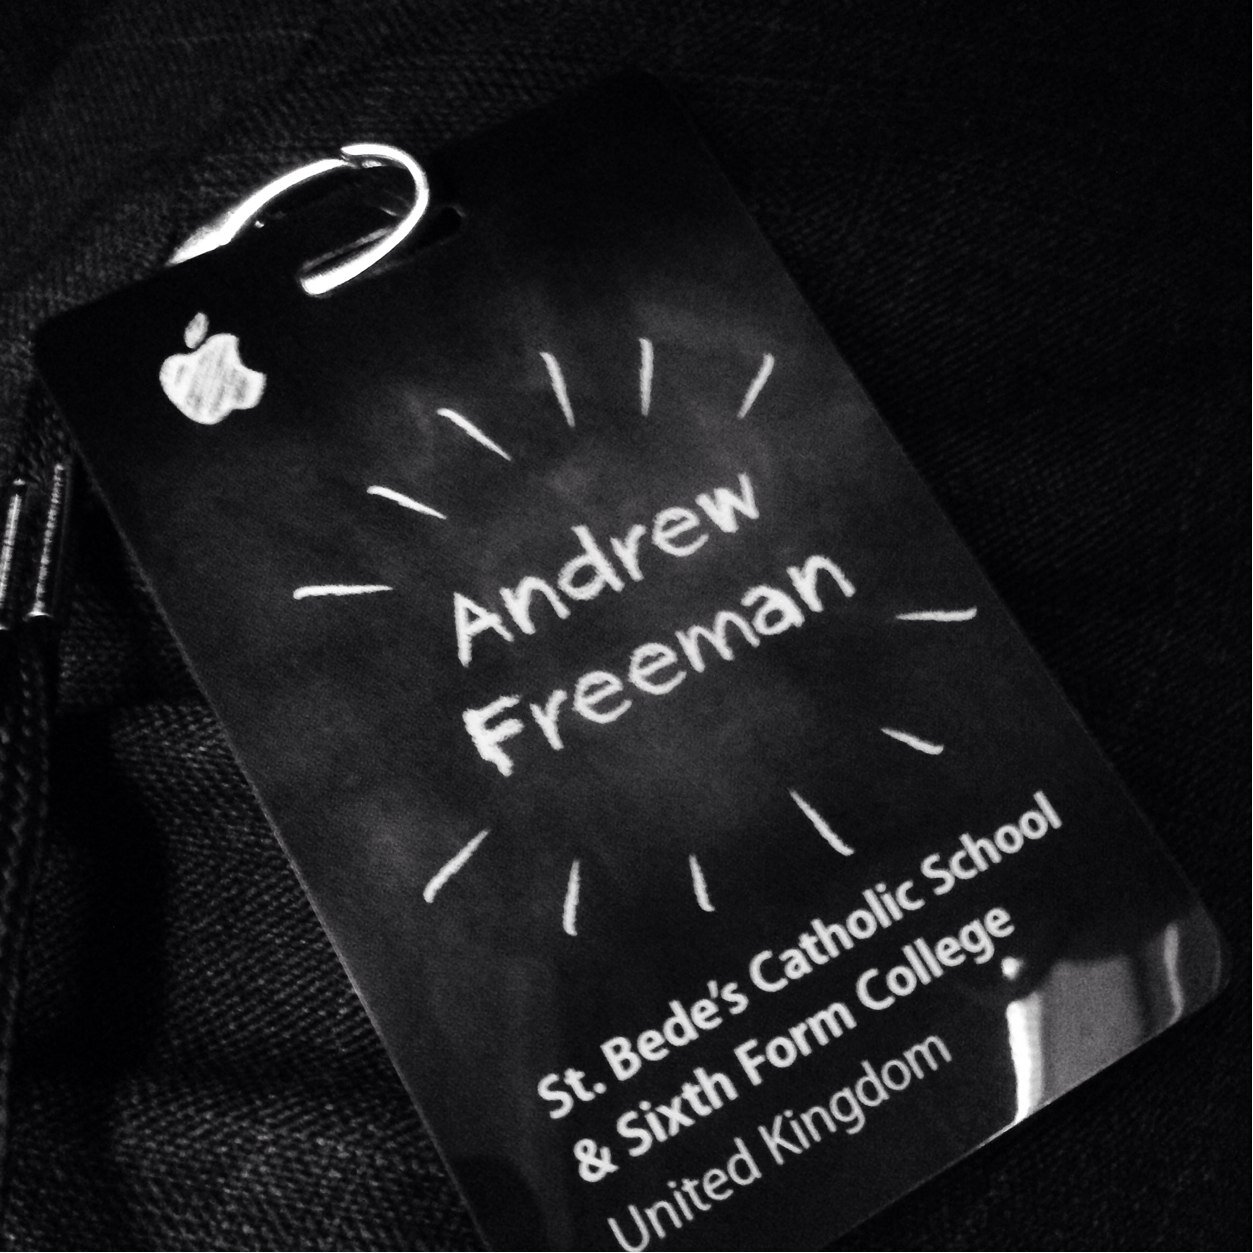 Andrew
Freeman
St. Bede's Catholic School
& Sixth Form College
United Kingdom